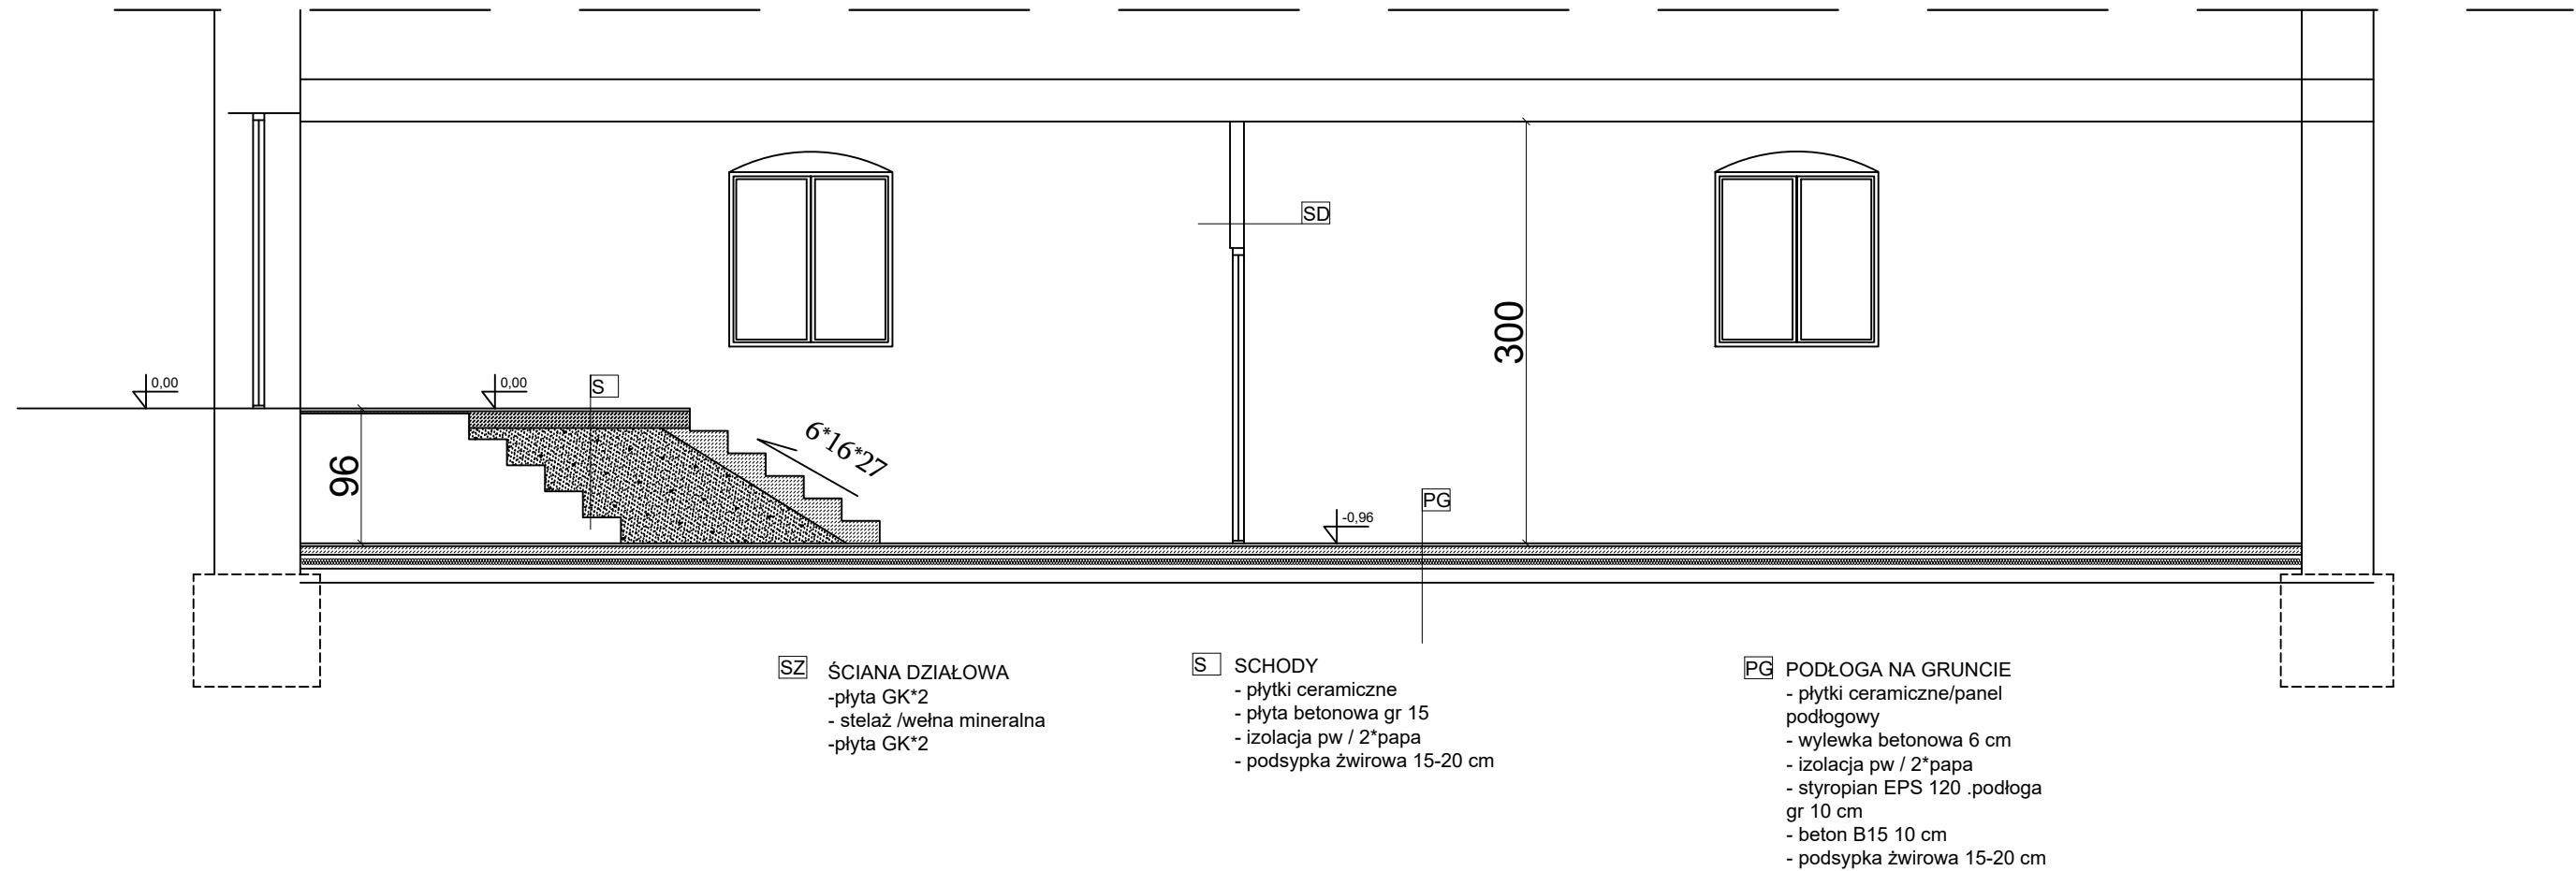 SD
300
0,00
0,00
S
6*16*27
96
PG
-0,96
SZ ŚCIANA DZIAŁOWA
-płyta GK*2
- stelaż /wełna mineralna
-płyta GK*2
S SCHODY
- płytki ceramiczne
- płyta betonowa gr 15
- izolacja pw / 2*papa
- podsypka żwirowa 15-20 cm
PG PODŁOGA NA GRUNCIE
- płytki ceramiczne/panel
podłogowy
- wylewka betonowa 6 cm
- izolacja pw / 2*papa
- styropian EPS 120 .podłoga
gr 10 cm
- beton B15 10 cm
- podsypka żwirowa 15-20 cm